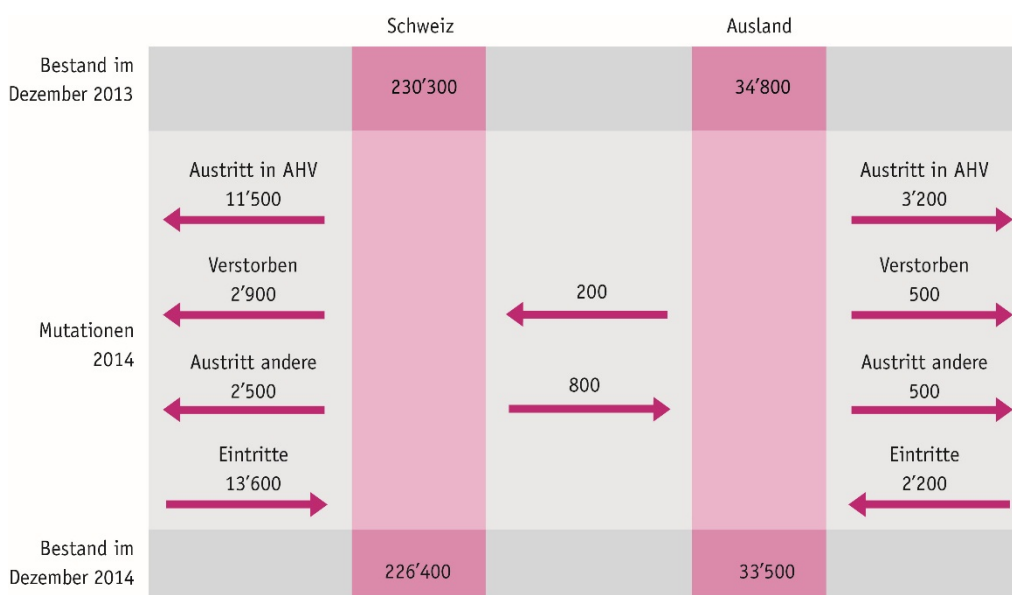 Schweiz
Ausland
Bestand im
Dezember 2013
230'300
34'800
Austritt in AHV
11'500
Austritt in AHV
3'200
Verstorben
2'900
200
Verstorben
500
Mutationen
2014
Austritt andere
2'500
800
Austritt andere
500
Eintritte
13'600
Eintritte
2'200
Bestand im
Dezember 2014
226'400
33'500